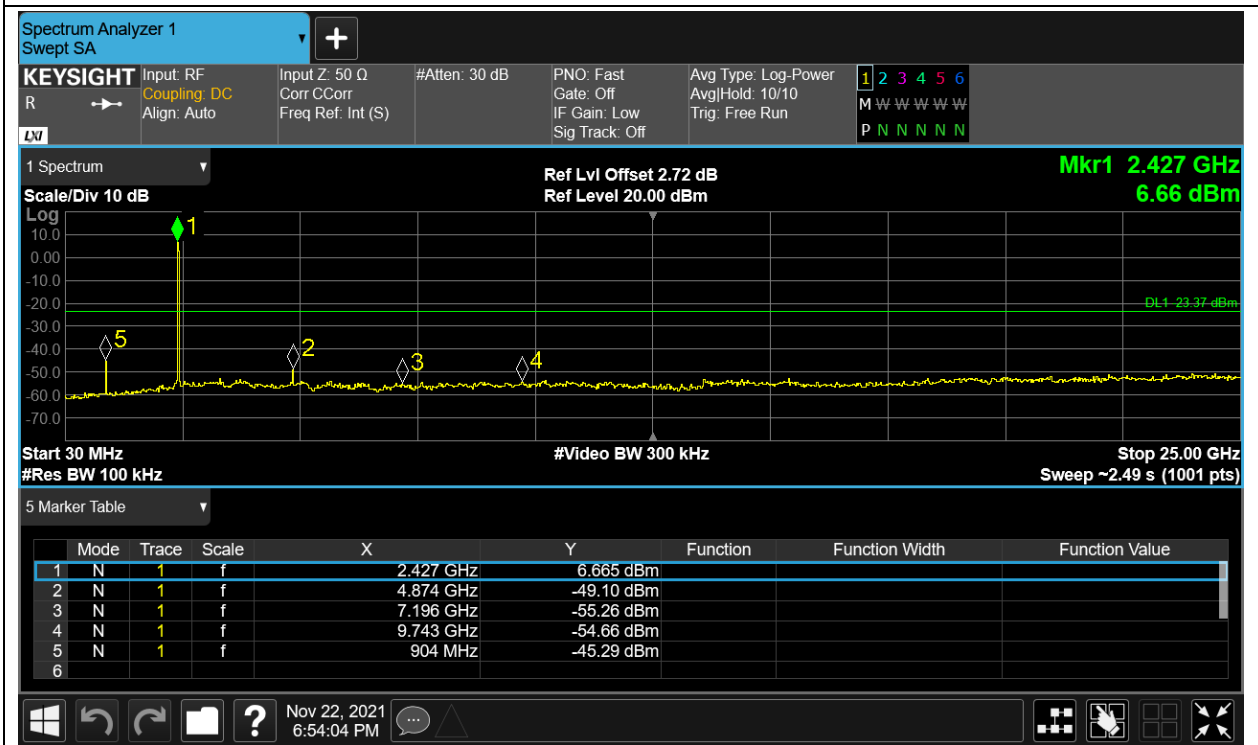 Spectrum Analyzer 1
Swept SA
+
KEYSIGHT Input: RF Input Z: 50 Ω #Atten: 30 dB PNO: Fast Avg Type: Log-Power 1 2 3 4 5 6
R Coupling: DC Corr CCorr Gate: Off Avg|Hold: 10/10 M W W W W W
Align: Auto Freq Ref: Int (S) IF Gain: Low Trig: Free Run
LXI Sig Track: Off P N N N N N
1 Spectrum Ref Lvl Offset 2.72 dB Mkr1 2.427 GHz
Scale/Div 10 dB Ref Level 20.00 dBm 6.66 dBm
Log
1
10.0
0.00
-10.0
-20.0 DL1 -23.37 dBm
-30.0
5
-40.0 2
3 4
-50.0
-60.0
-70.0
Start 30 MHz #Video BW 300 kHz Stop 25.00 GHz
#Res BW 100 kHz Sweep ~2.49 s (1001 pts)
5 Marker Table
Mode Trace Scale X Y Function Function Width Function Value
1 N 1 f 2.427 GHz 6.665 dBm
2 N 1 f 4.874 GHz -49.10 dBm
3 N 1 f 7.196 GHz -55.26 dBm
4 N 1 f 9.743 GHz -54.66 dBm
5 N 1 f 904 MHz -45.29 dBm
6
? Nov 22, 2021
6:54:04 PM